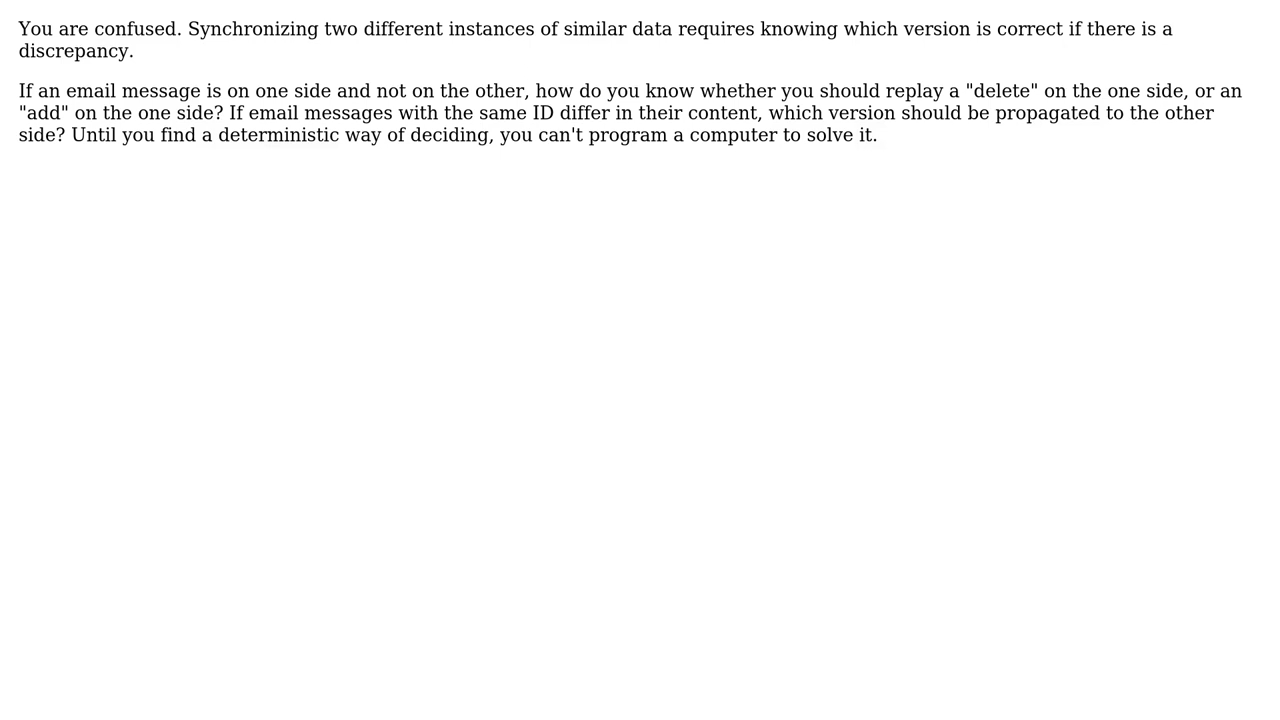 You are confused. Synchronizing two different instances of similar data requires knowing which version is correct if there is a
discrepancy.
If an email message is on one side and not on the other, how do you know whether you should replay a "delete" on the one side, or an
"add" on the one side? If email messages with the same ID differ in their content, which version should be propagated to the other
side? Until you find a deterministic way of deciding, you can't program a computer to solve it.